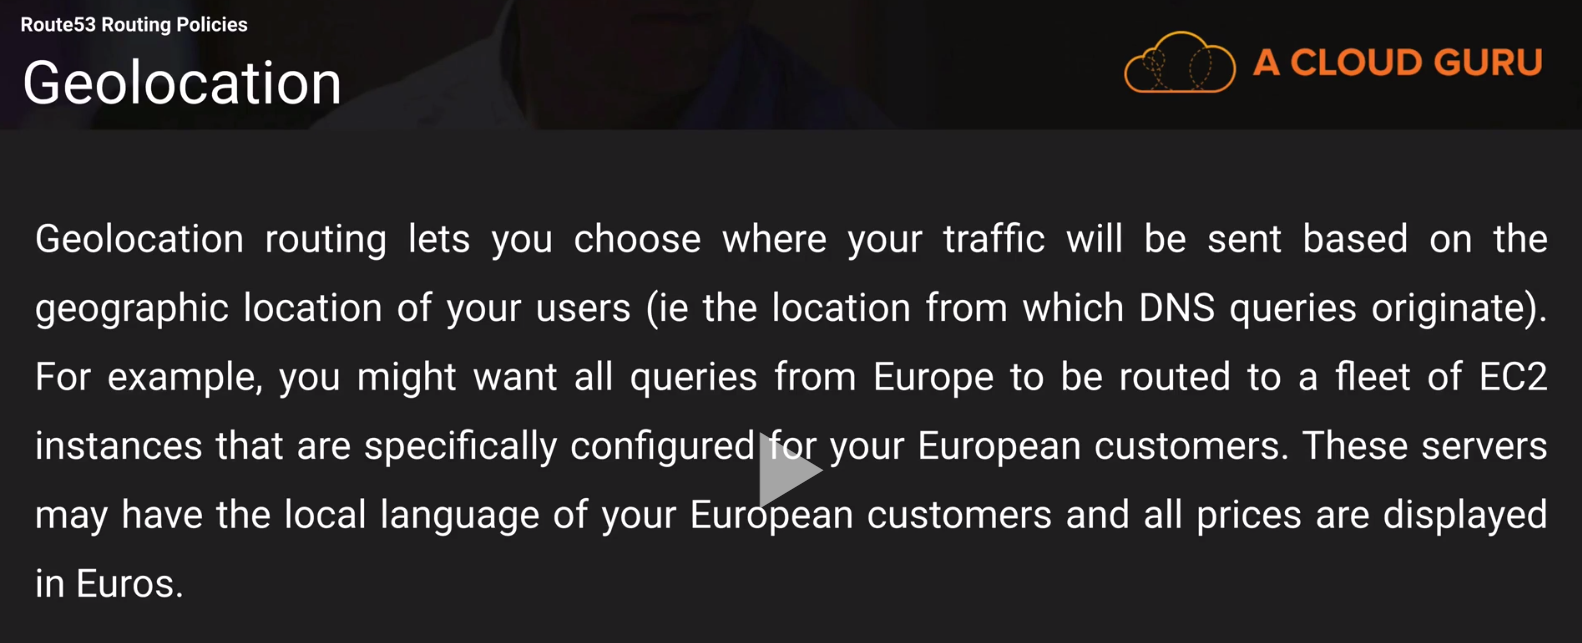 Route53 Routing Policies
Geolocation
A CLOUD GURU
Geolocation routing lets you choose where your traffic will be sent based on the
geographic location of your users (ie the location from which DNS queries originate).
For example, you might want all queries from Europe to be routed to a fleet of EC2
instances that are specifically configured for your European customers. These servers
may have the local language of your European customers and all prices are displayed
in Euros.